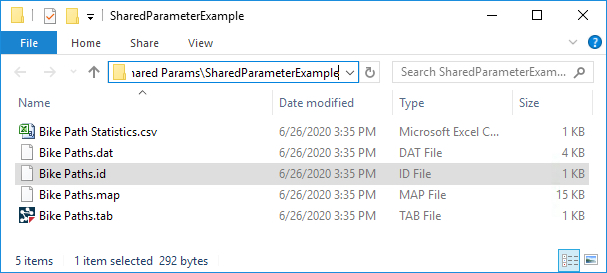 SharedParameterExample
File Home Share View
hared Params\SharedParameterExample Search SharedParameterExam...
Name Date modified Type Size
Bike Path Statistics.csv 6/26/2020 3:35 PM Microsoft Excel C... 1 KB
Bike Paths.dat 6/26/2020 3:35 PM DAT File 4 KB
Bike Paths.id 6/26/2020 3:35 PM ID File 1 KB
Bike Paths.map 6/26/2020 3:35 PM MAP File 15 KB
Bike Paths.tab 6/26/2020 3:35 PM TAB File 1 KB
5 items 1 item selected 292 bytes